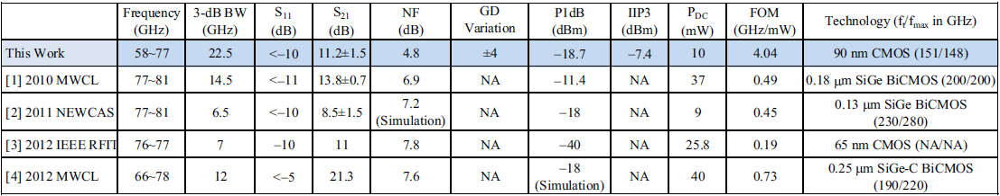 Frequency (GHz) 3-dB BW (GHz) S11 (dB) S21 (dB) NF (dB) GD Variation P1dB (dBm) IIP3 (dBm) PDC (mW) FOM (GHz/mW) Technology (ft/fmax in GHz)
This Work 58~77 22.5 <–10 11.2±1.5 4.8 ±4 –18.7 –7.4 10 4.04 90 nm CMOS (151/148)
[1] 2010 MWCL 77~81 14.5 <–11 13.8±0.7 6.9 NA –11.4 NA 37 0.49 0.18 μm SiGe BiCMOS (200/200)
[2] 2011 NEWCAS 77~81 6.5 <–10 8.5±1.5 7.2 (Simulation) NA –18 NA 9 0.45 0.13 μm SiGe BiCMOS (230/280)
[3] 2012 IEEE RFIT 76~77 7 –10 11 7.8 NA –40 NA 25.8 0.19 65 nm CMOS (NA/NA)
[4] 2012 MWCL 66~78 12 <–5 21.3 7.6 NA –18 (Simulation) NA 40 0.73 0.25 μm SiGe-C BiCMOS (190/220)